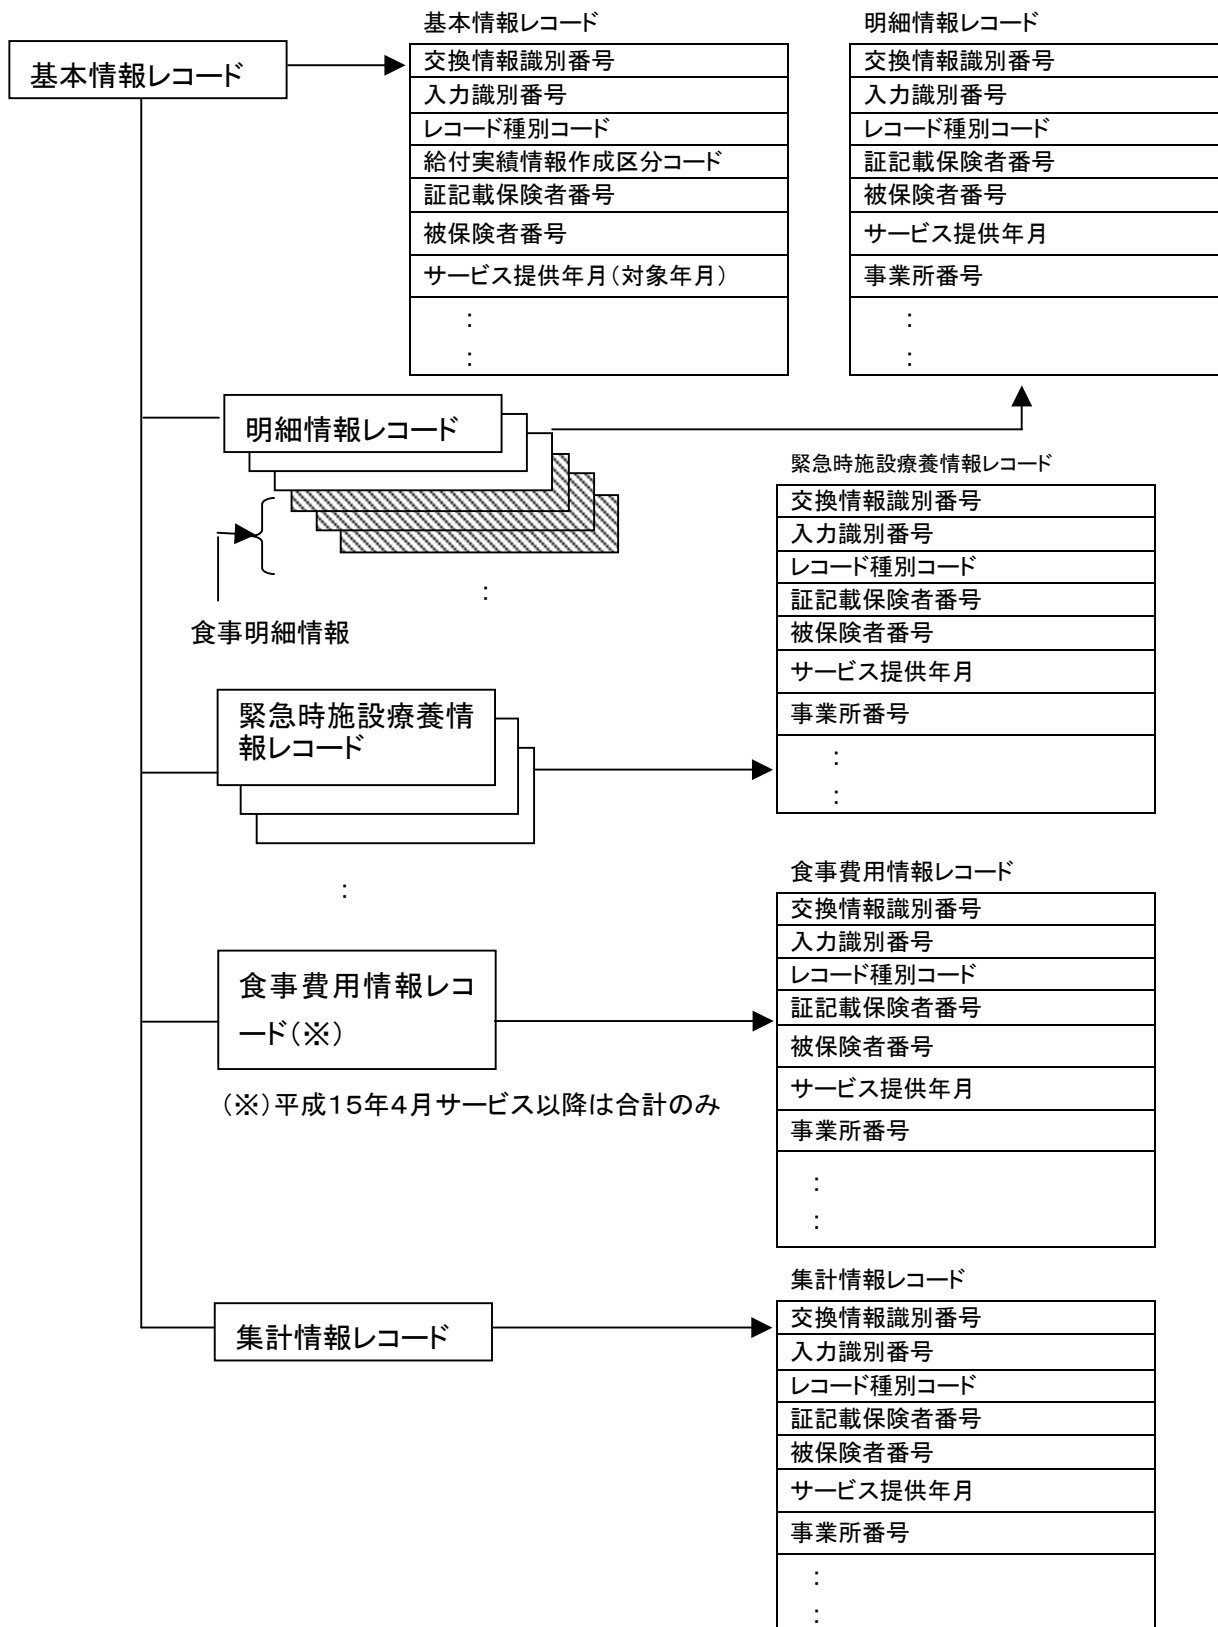 基本情報レコード
基本情報レコード
交換情報識別番号
入力識別番号
レコード種別コード
給付実績情報作成区分コード
証記載保険者番号
被保険者番号
サービス提供年月(対象年月)
:
:
明細情報レコード
交換情報識別番号
入力識別番号
レコード種別コード
証記載保険者番号
被保険者番号
サービス提供年月
事業所番号
:
:
明細情報レコード
:
食事明細情報
緊急時施設療養情報レコード
交換情報識別番号
入力識別番号
レコード種別コード
証記載保険者番号
被保険者番号
サービス提供年月
事業所番号
:
:
緊急時施設療養情
報レコード
:
食事費用情報レコード
交換情報識別番号
入力識別番号
レコード種別コード
証記載保険者番号
被保険者番号
サービス提供年月
事業所番号
:
:
食事費用情報レコ
ード(※)
(※)平成15年4月サービス以降は合計のみ
集計情報レコード
集計情報レコード
交換情報識別番号
入力識別番号
レコード種別コード
証記載保険者番号
被保険者番号
サービス提供年月
事業所番号
:
: